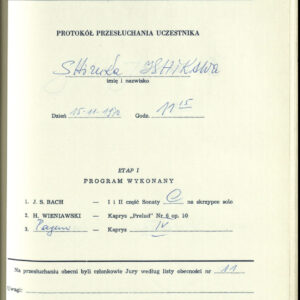 PROTOKÓŁ PRZESŁUCHANIA UCZESTNIKA
SHizuka ISHIKAWA
imię i nazwisko
Dzień 15-11-1972 Godz. 11 15
ETAP I
PROGRAM WYKONANY
1. J. S. BACH — I i II część Sonaty C na skrzypce solo
2. H. WIENIAWSKI — Kaprys „Prelud" Nr 6 op. 10
3. Pagan. — Kaprys IV
Na przesłuchaniu obecni byli członkowie Jury według listy obecności nr 11
Uwagi: